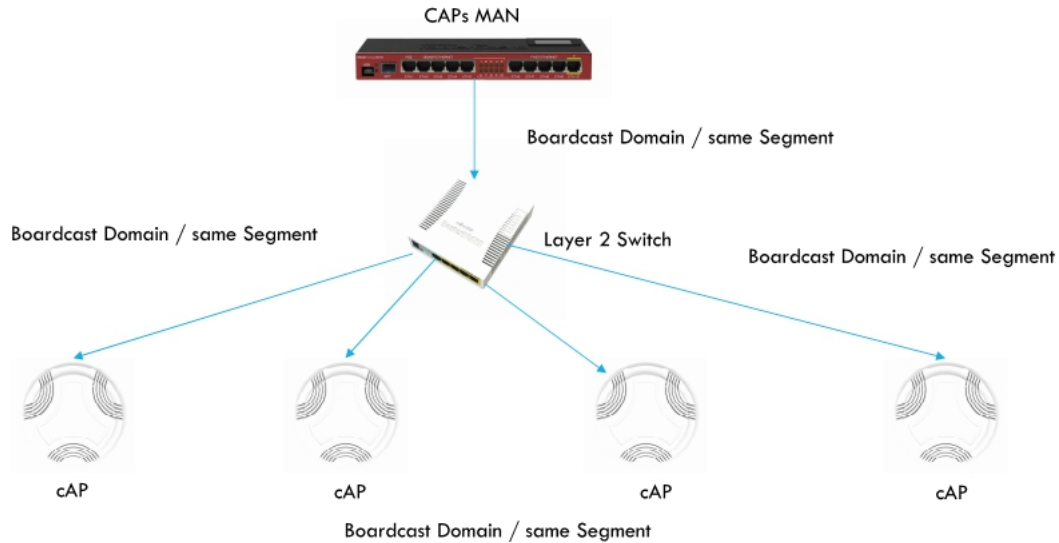 CAPs MAN
Boardcast Domain / same Segment
Boardcast Domain / same Segment
Layer 2 Switch
Boardcast Domain / same Segment
cAP
cAP
cAP
cAP
Boardcast Domain / same Segment